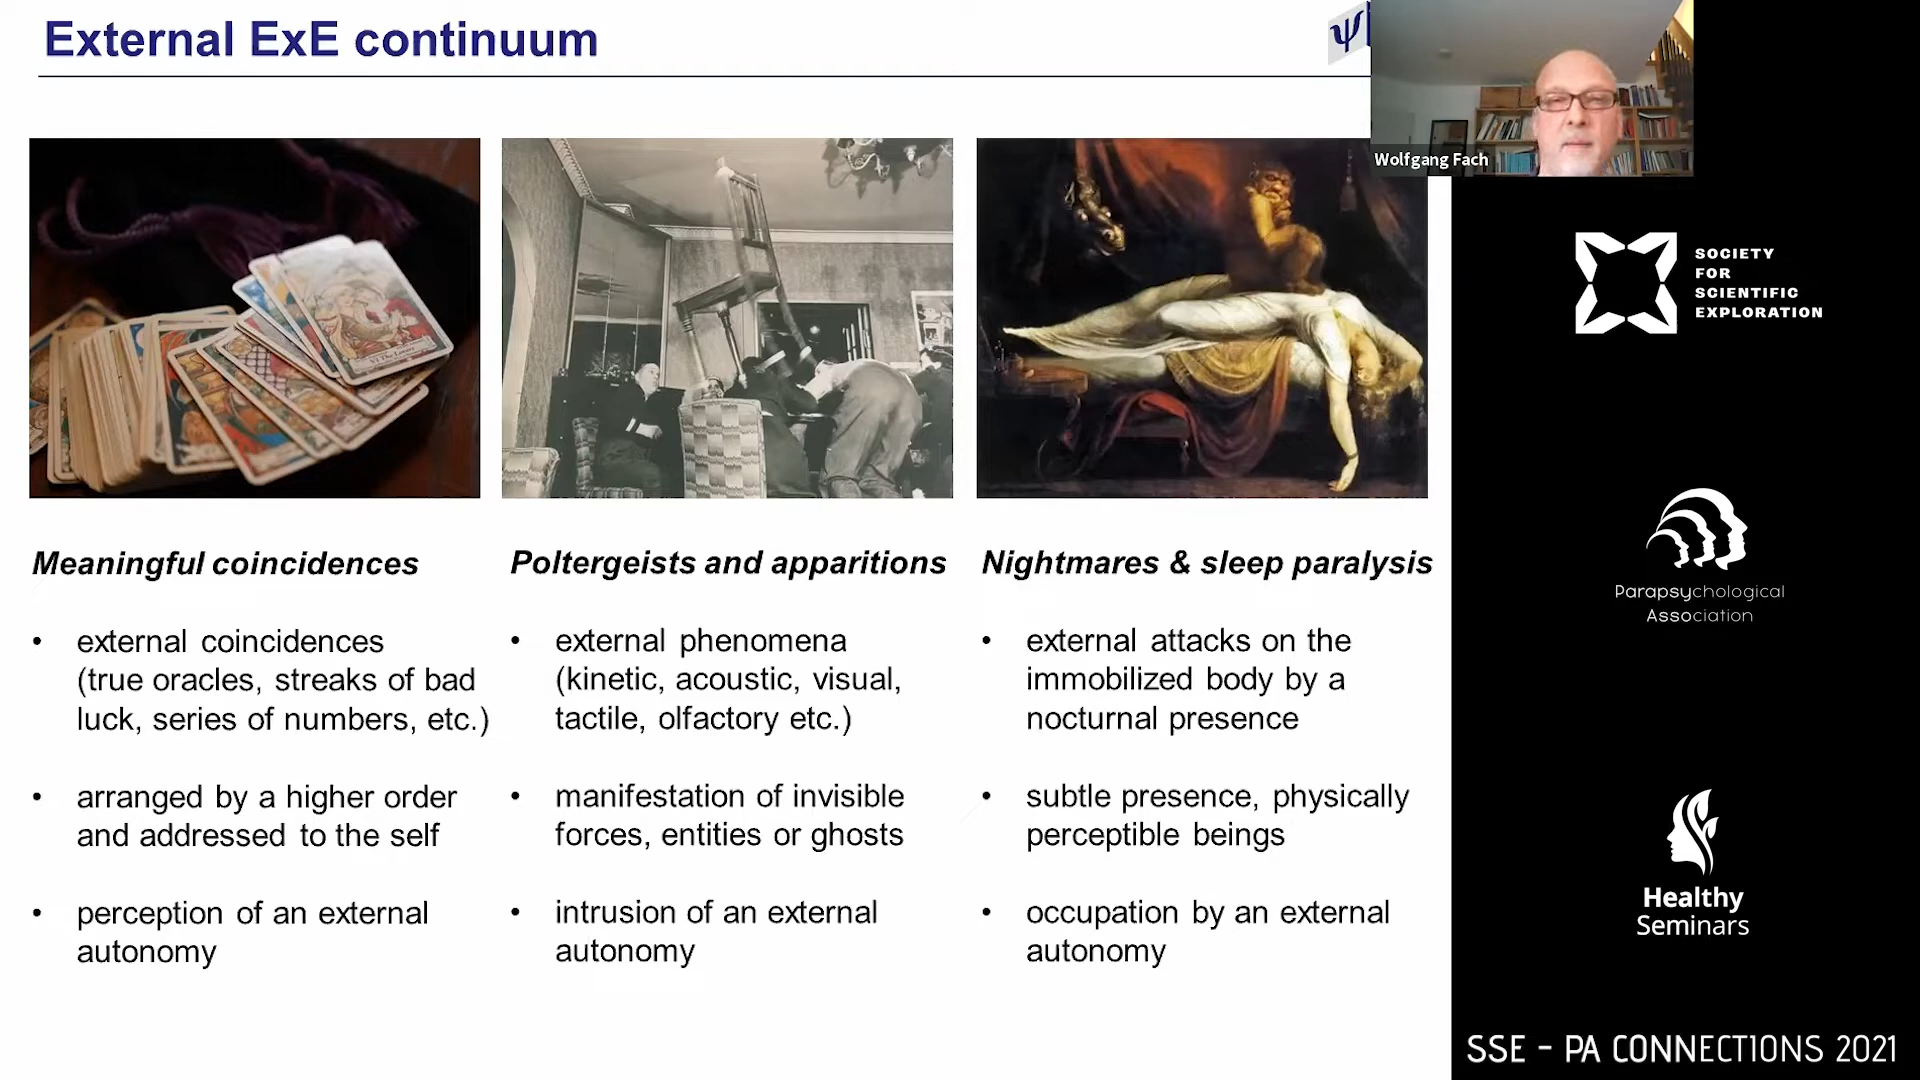 External ExE continuum
Ψ
Wolfgang Fach
Meaningful coincidences
• external coincidences
(true oracles, streaks of bad
luck, series of numbers, etc.)
• arranged by a higher order
and addressed to the self
• perception of an external
autonomy
Poltergeists and apparitions
• external phenomena
(kinetic, acoustic, visual,
tactile, olfactory etc.)
• manifestation of invisible
forces, entities or ghosts
• intrusion of an external
autonomy
Nightmares & sleep paralysis
• external attacks on the
immobilized body by a
nocturnal presence
• subtle presence, physically
perceptible beings
• occupation by an external
autonomy
SOCIETY
FOR
SCIENTIFIC
EXPLORATION
Parapsychological
Association
Healthy
Seminars
SSE - PA CONNECTIONS 2021